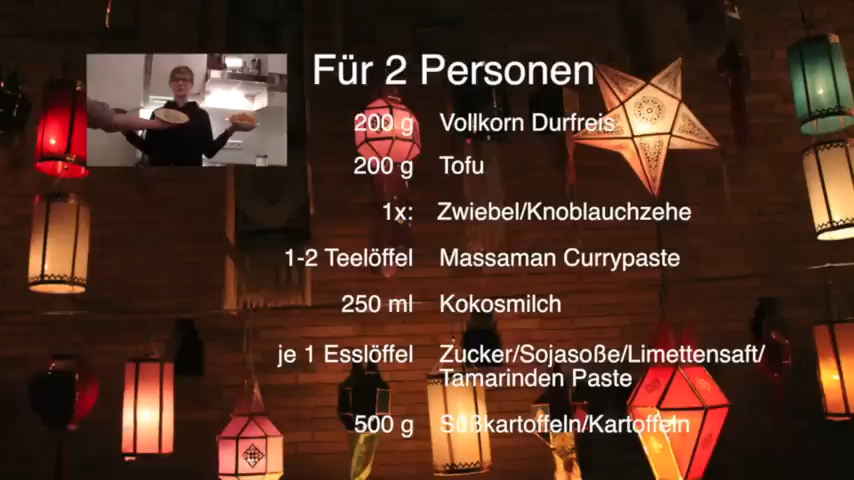 Für 2 Personen
200 g Vollkorn Durfreis
200 g Tofu
1x: Zwiebel/Knoblauchzehe
1-2 Teelöffel Massaman Currypaste
250 ml Kokosmilch
je 1 Esslöffel Zucker/Sojasoße/Limettensaft/
Tamarinden Paste
500 g Süßkartoffeln/Kartoffeln